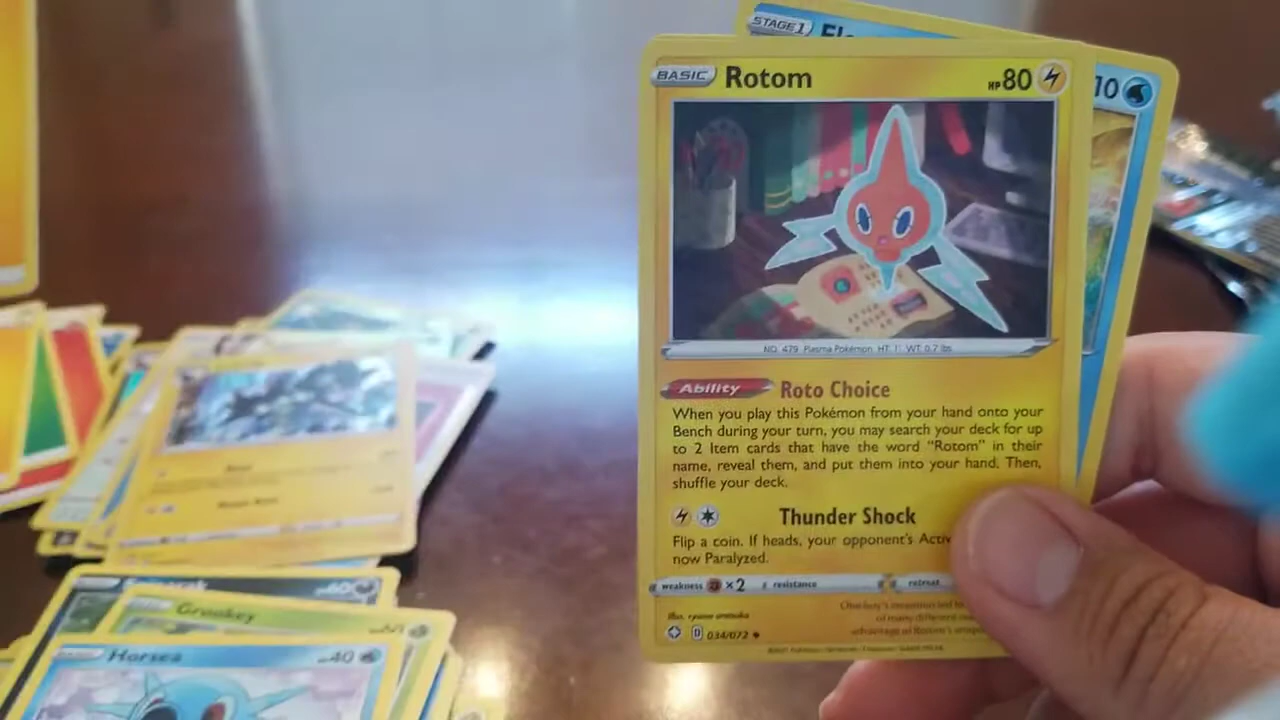 STAGE1
BASIC Rotom HP80
10
NO. 479 Plasma Pokémon HT: 1' WT: 0.7 lbs.
Ability Roto Choice
When you play this Pokémon from your hand onto your
Bench during your turn, you may search your deck for up
to 2 Item cards that have the word “Rotom” in their
name, reveal them, and put them into your hand. Then,
shuffle your deck.
Thunder Shock
Flip a coin. If heads, your opponent's
now Paralyzed.
weakness ×2 resistance retreat
Illus.
D 034/072
Grookey
Horsea 40